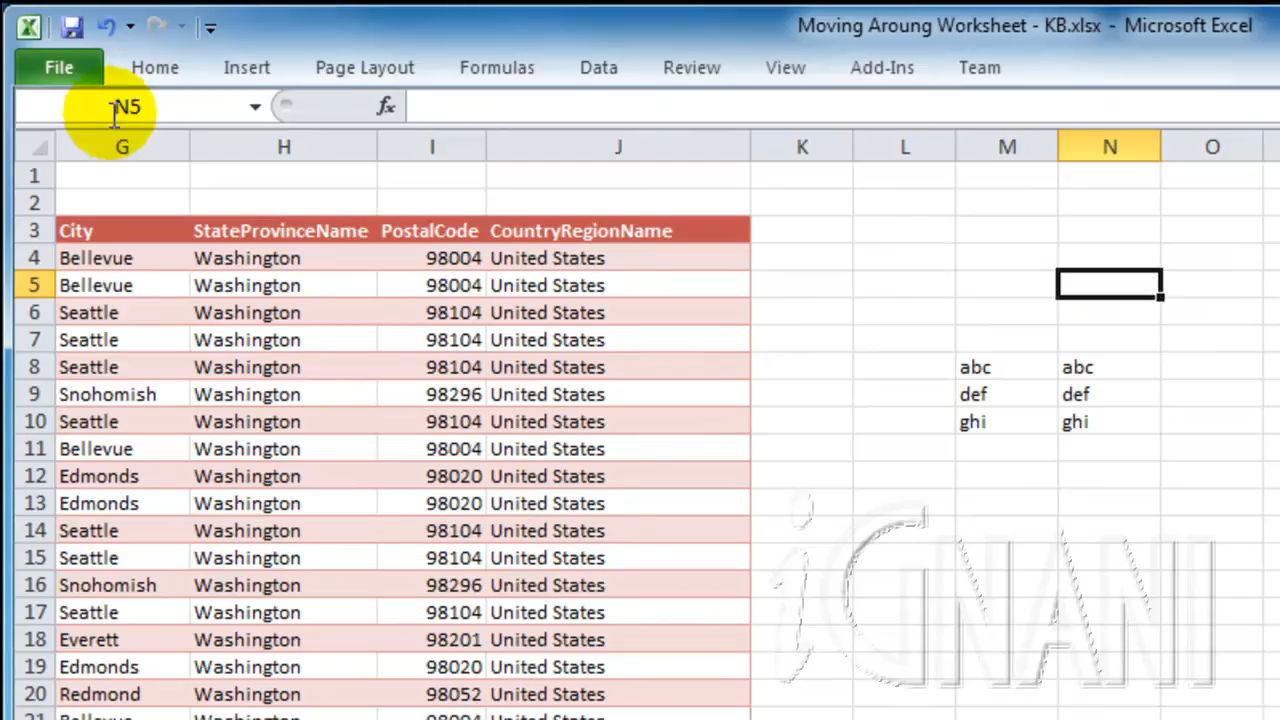 Moving Aroung Worksheet - KB.xlsx - Microsoft Excel
File Home Insert Page Layout Formulas Data Review View Add-Ins Team
N5 fx
G H I J K L M N O
1
2
3 City StateProvinceName PostalCode CountryRegionName
4 Bellevue Washington 98004 United States
5 Bellevue Washington 98004 United States
6 Seattle Washington 98104 United States
7 Seattle Washington 98104 United States
8 Seattle Washington 98104 United States abc abc
9 Snohomish Washington 98296 United States def def
10 Seattle Washington 98104 United States ghi ghi
11 Bellevue Washington 98004 United States
12 Edmonds Washington 98020 United States
13 Edmonds Washington 98020 United States
14 Seattle Washington 98104 United States
15 Seattle Washington 98104 United States
16 Snohomish Washington 98296 United States
17 Seattle Washington 98104 United States
18 Everett Washington 98201 United States
19 Edmonds Washington 98020 United States
20 Redmond Washington 98052 United States
21 Bellevue Washington 98004 United States
iGNANI